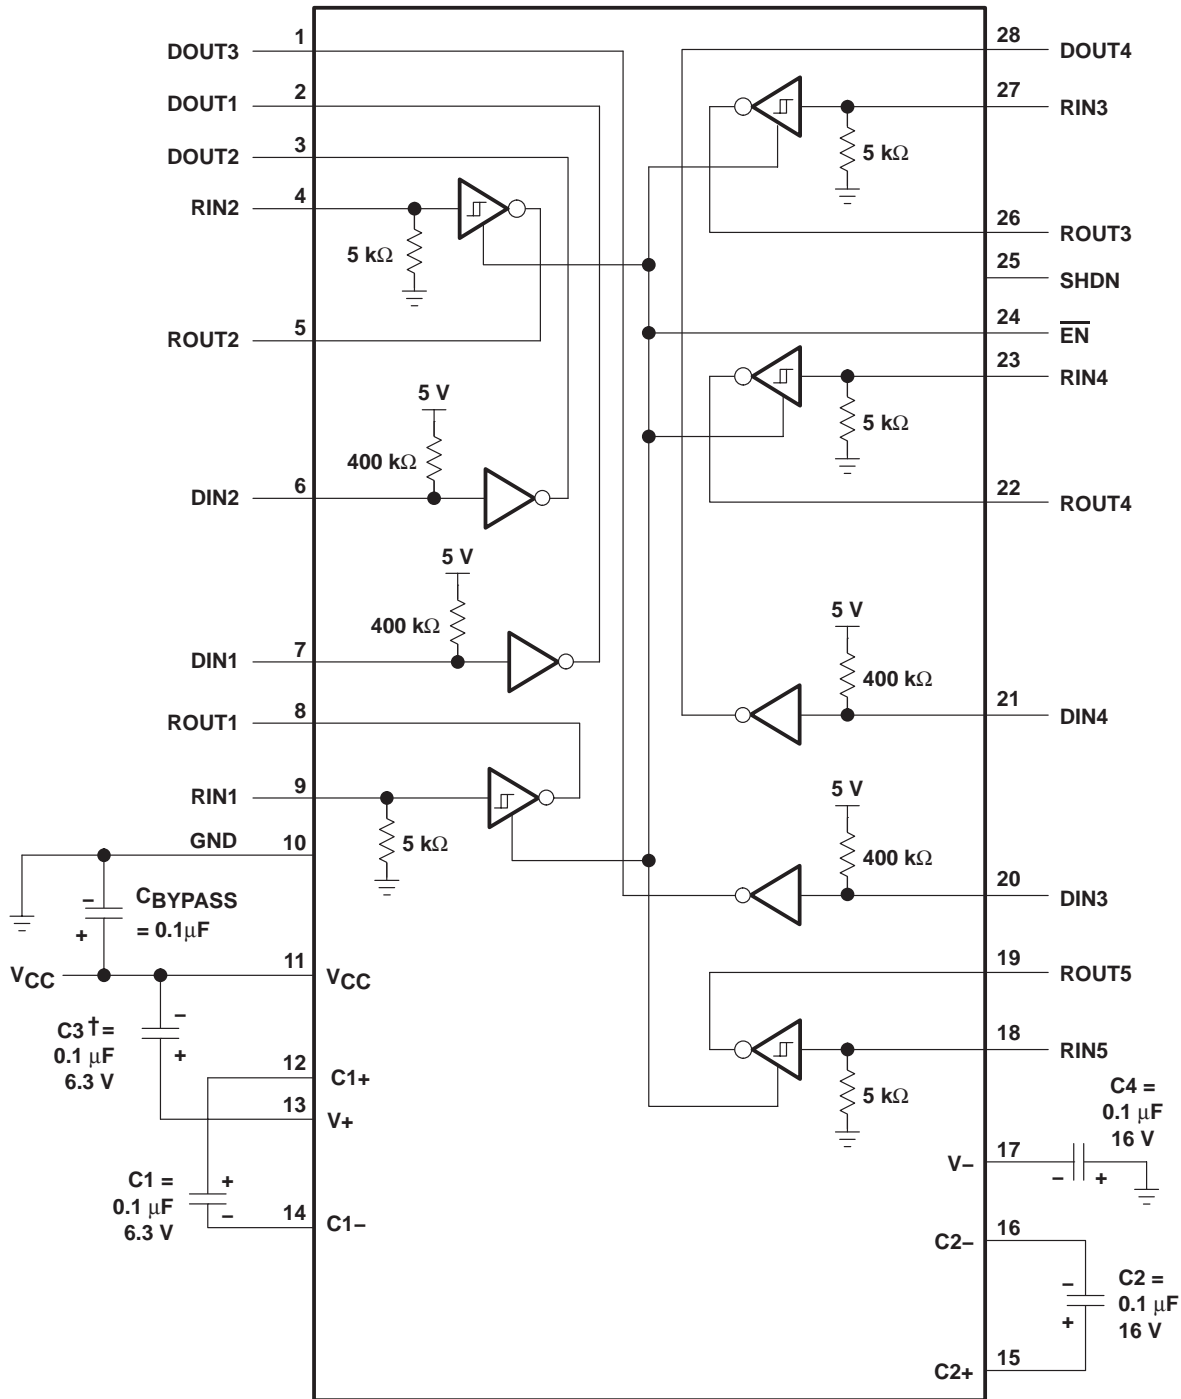 DOUT3 1
DOUT1 2
DOUT2 3
RIN2 4
5 kΩ
ROUT2 5
5 V
400 kΩ
DIN2 6
5 V
400 kΩ
DIN1 7
ROUT1 8
RIN1 9
5 kΩ
GND 10
– CBYPASS
+ = 0.1µF
VCC 11 VCC
C3† =
0.1 µF
6.3 V
–
+
12 C1+
13 V+
C1 =
0.1 µF
6.3 V
+
–
14 C1–
28 DOUT4
27 RIN3
5 kΩ
26 ROUT3
25 SHDN
24 EN
23 RIN4
5 kΩ
22 ROUT4
5 V
400 kΩ
21 DIN4
5 V
400 kΩ
20 DIN3
19 ROUT5
18 RIN5
5 kΩ
C4 =
0.1 µF
16 V
V– 17
– +
C2– 16
–
+
C2 =
0.1 µF
16 V
C2+ 15